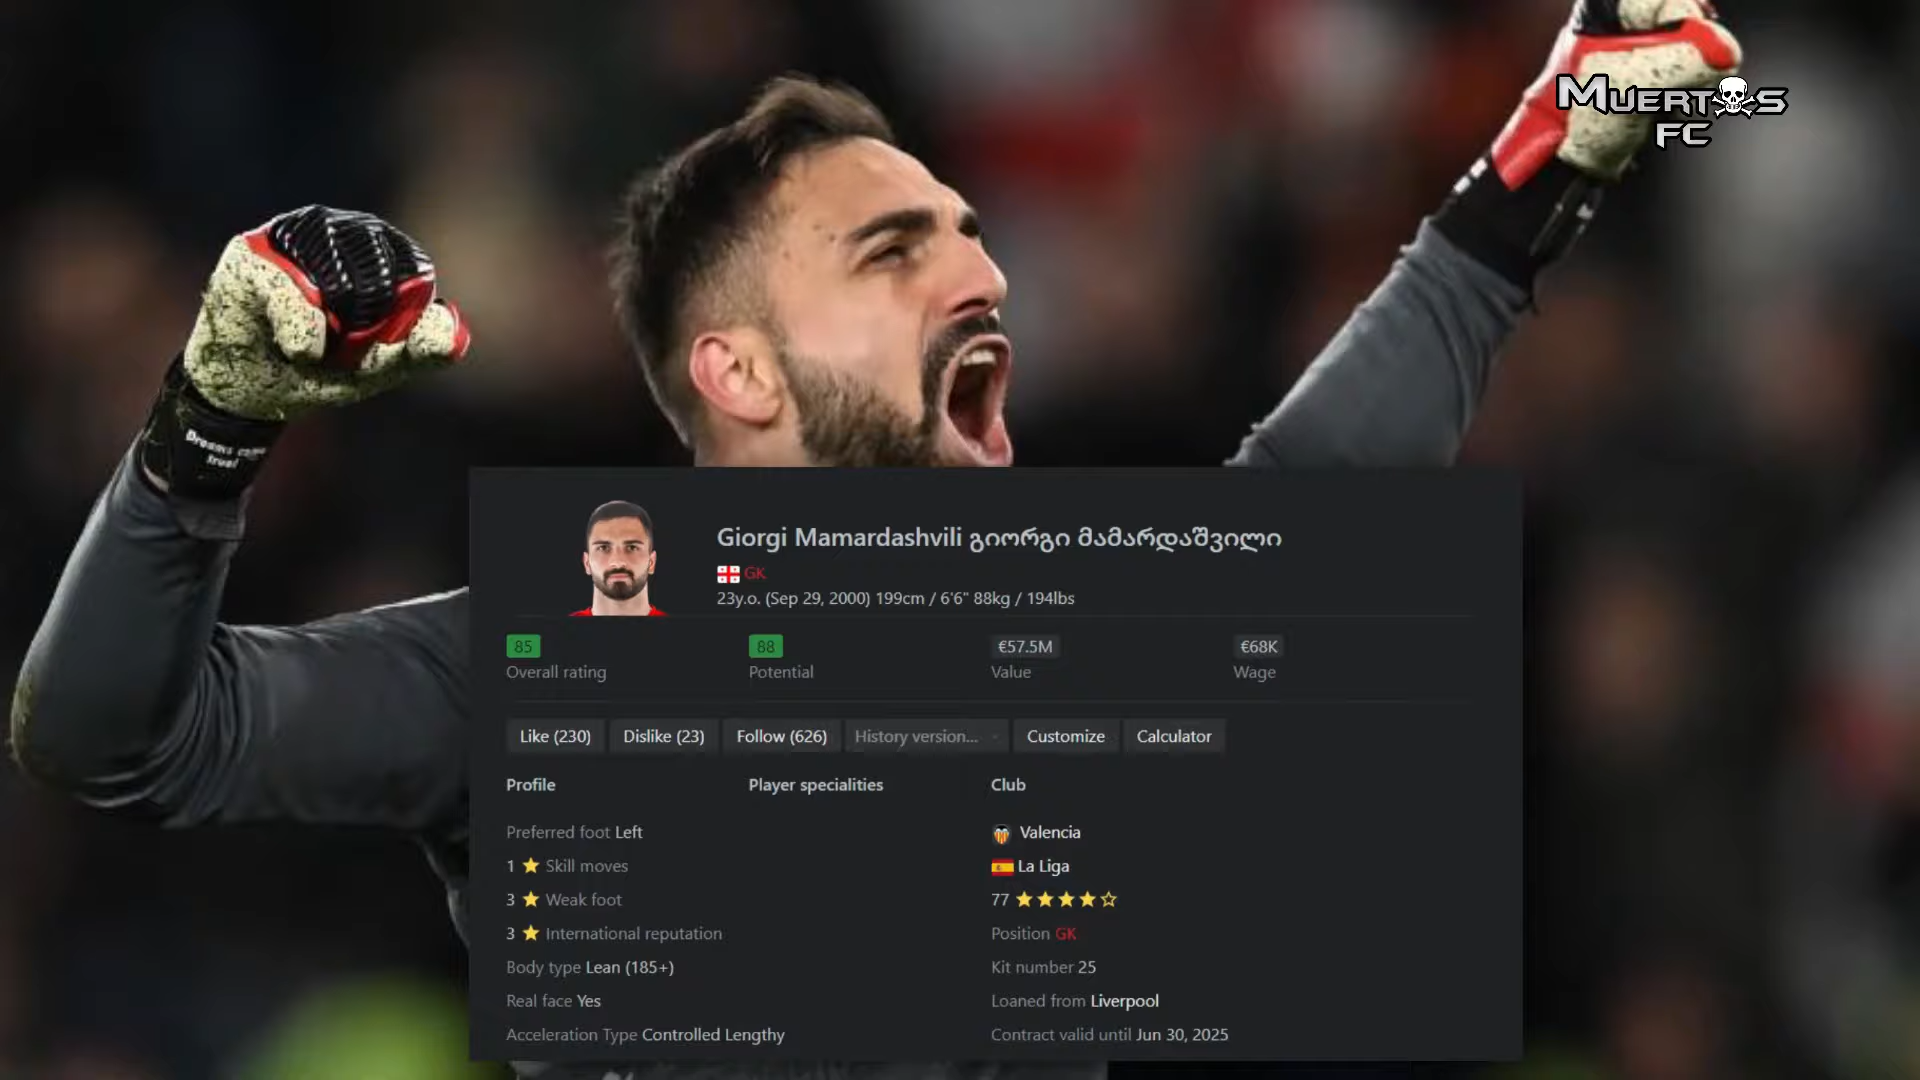 MUERTOS
FC
Dreams come
true!
Giorgi Mamardashvili გიორგი მამარდაშვილი
GK
23y.o. (Sep 29, 2000) 199cm / 6'6" 88kg / 194lbs
85 88 €57.5M €68K
Overall rating Potential Value Wage
Like (230) Dislike (23) Follow (626) History version... Customize Calculator
Profile Player specialities Club
Preferred foot Left Valencia
1 ★ Skill moves La Liga
3 ★ Weak foot 77 ★★★★☆
3 ★ International reputation Position GK
Body type Lean (185+) Kit number 25
Real face Yes Loaned from Liverpool
Acceleration Type Controlled Lengthy Contract valid until Jun 30, 2025